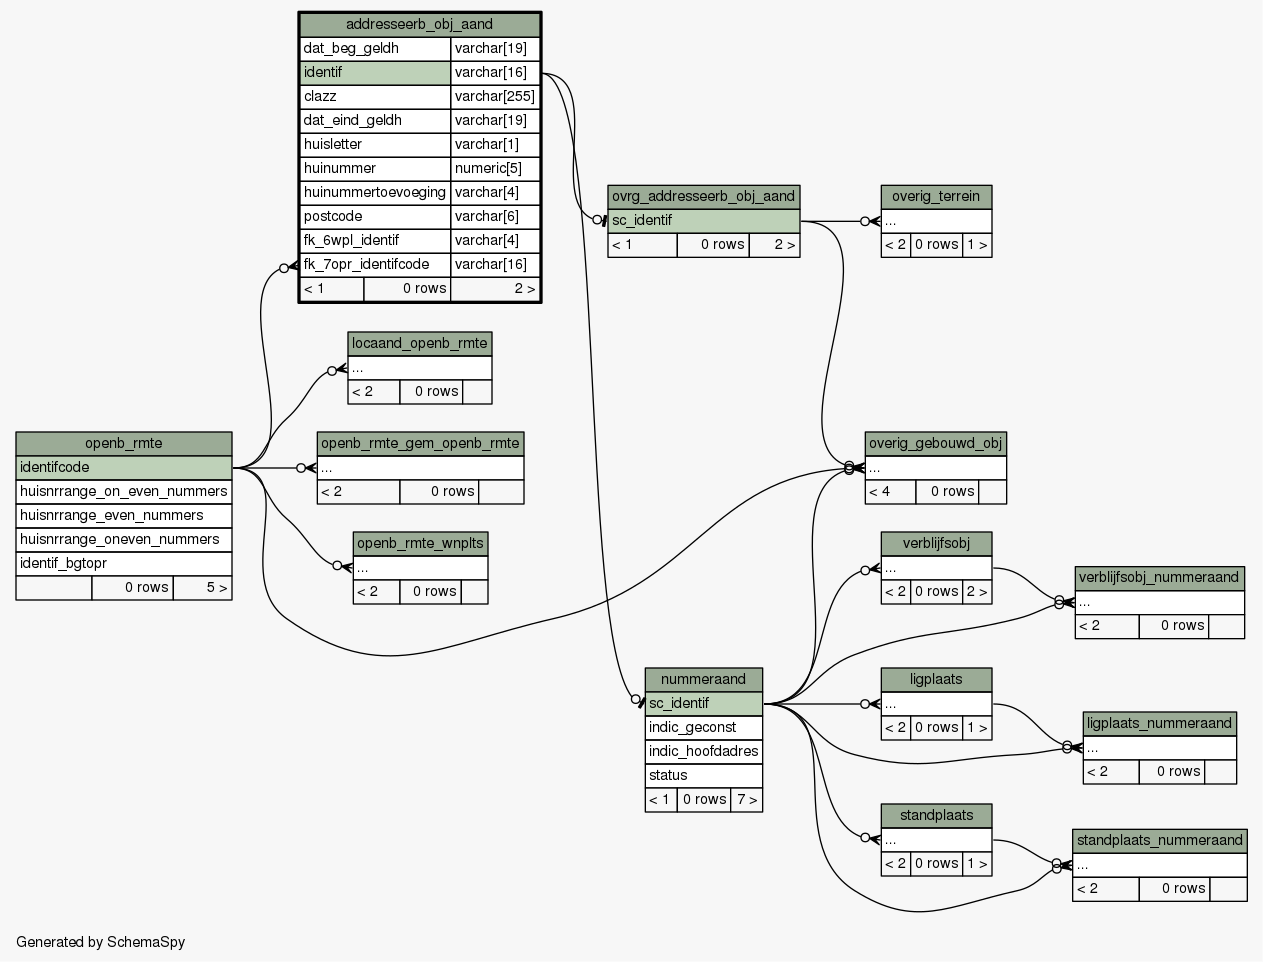 addresseerb_obj_aand
dat_beg_geldh varchar[19]
identif varchar[16]
clazz varchar[255]
dat_eind_geldh varchar[19]
huisletter varchar[1]
huinummer numeric[5]
huinummertoevoeging varchar[4]
postcode varchar[6]
fk_6wpl_identif varchar[4]
fk_7opr_identifcode varchar[16]
< 1 0 rows 2 >
ovrg_addresseerb_obj_aand
sc_identif
< 1 0 rows 2 >
overig_terrein
...
< 2 0 rows 1 >
locaand_openb_rmte
...
< 2 0 rows
openb_rmte
identifcode
huisnrrange_on_even_nummers
huisnrrange_even_nummers
huisnrrange_oneven_nummers
identif_bgtopr
0 rows 5 >
openb_rmte_gem_openb_rmte
...
< 2 0 rows
overig_gebouwd_obj
...
< 4 0 rows
openb_rmte_wnplts
...
< 2 0 rows
verblijfsobj
...
< 2 0 rows 2 >
verblijfsobj_nummeraand
...
< 2 0 rows
nummeraand
sc_identif
indic_geconst
indic_hoofdadres
status
< 1 0 rows 7 >
ligplaats
...
< 2 0 rows 1 >
ligplaats_nummeraand
...
< 2 0 rows
standplaats
...
< 2 0 rows 1 >
standplaats_nummeraand
...
< 2 0 rows
Generated by SchemaSpy